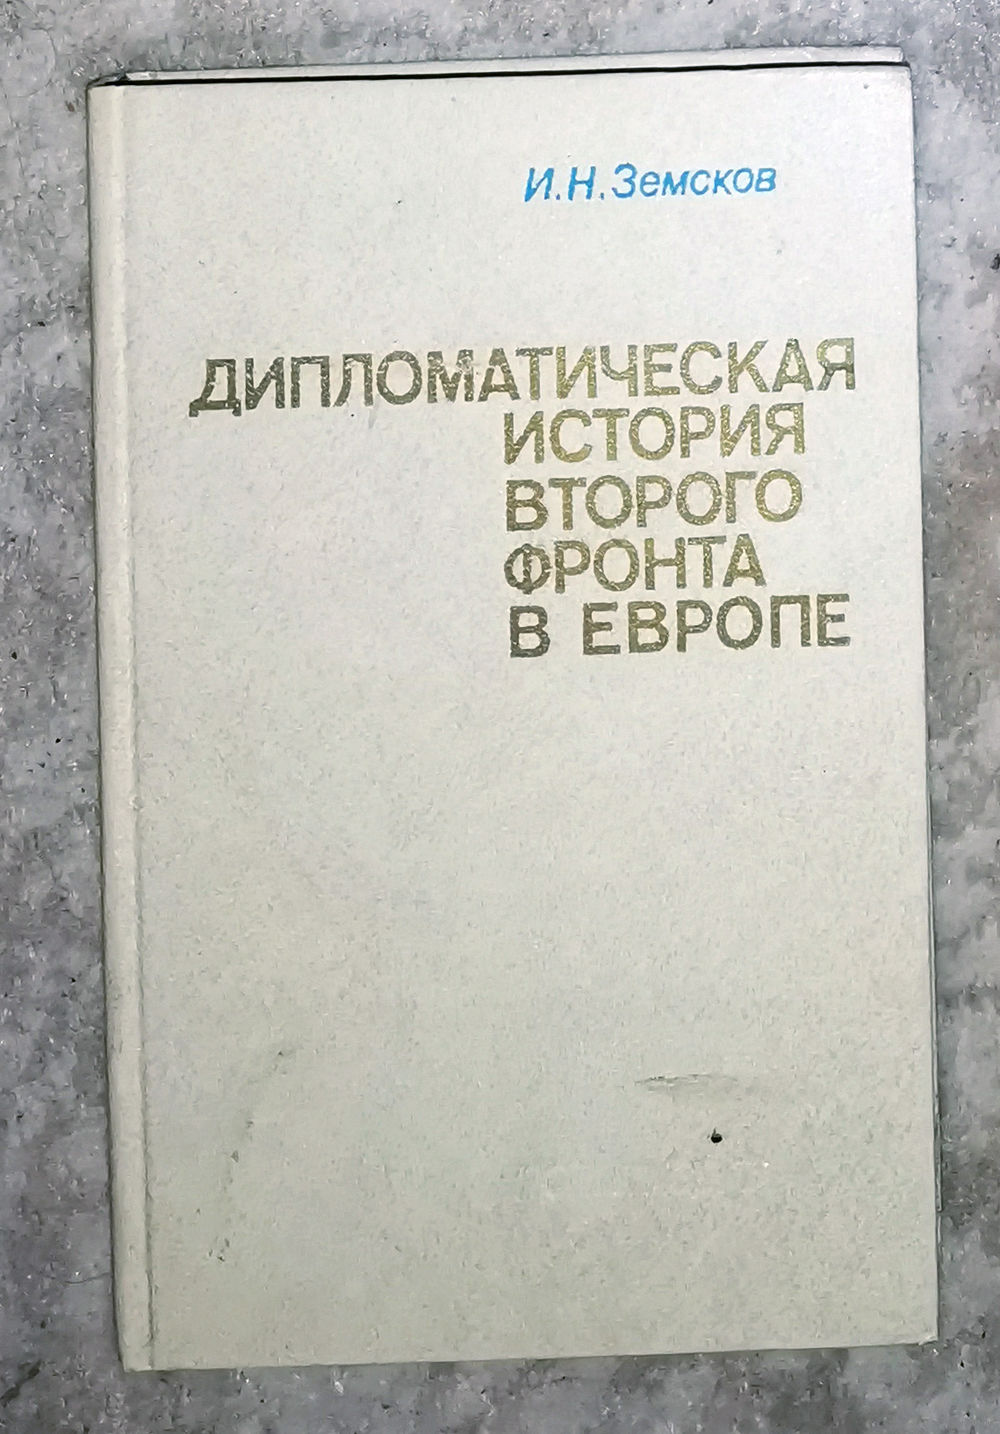 И.Н.Земсков
ДИПЛОМАТИЧЕСКАЯ
ИСТОРИЯ
ВТОРОГО
ФРОНТА
В ЕВРОПЕ